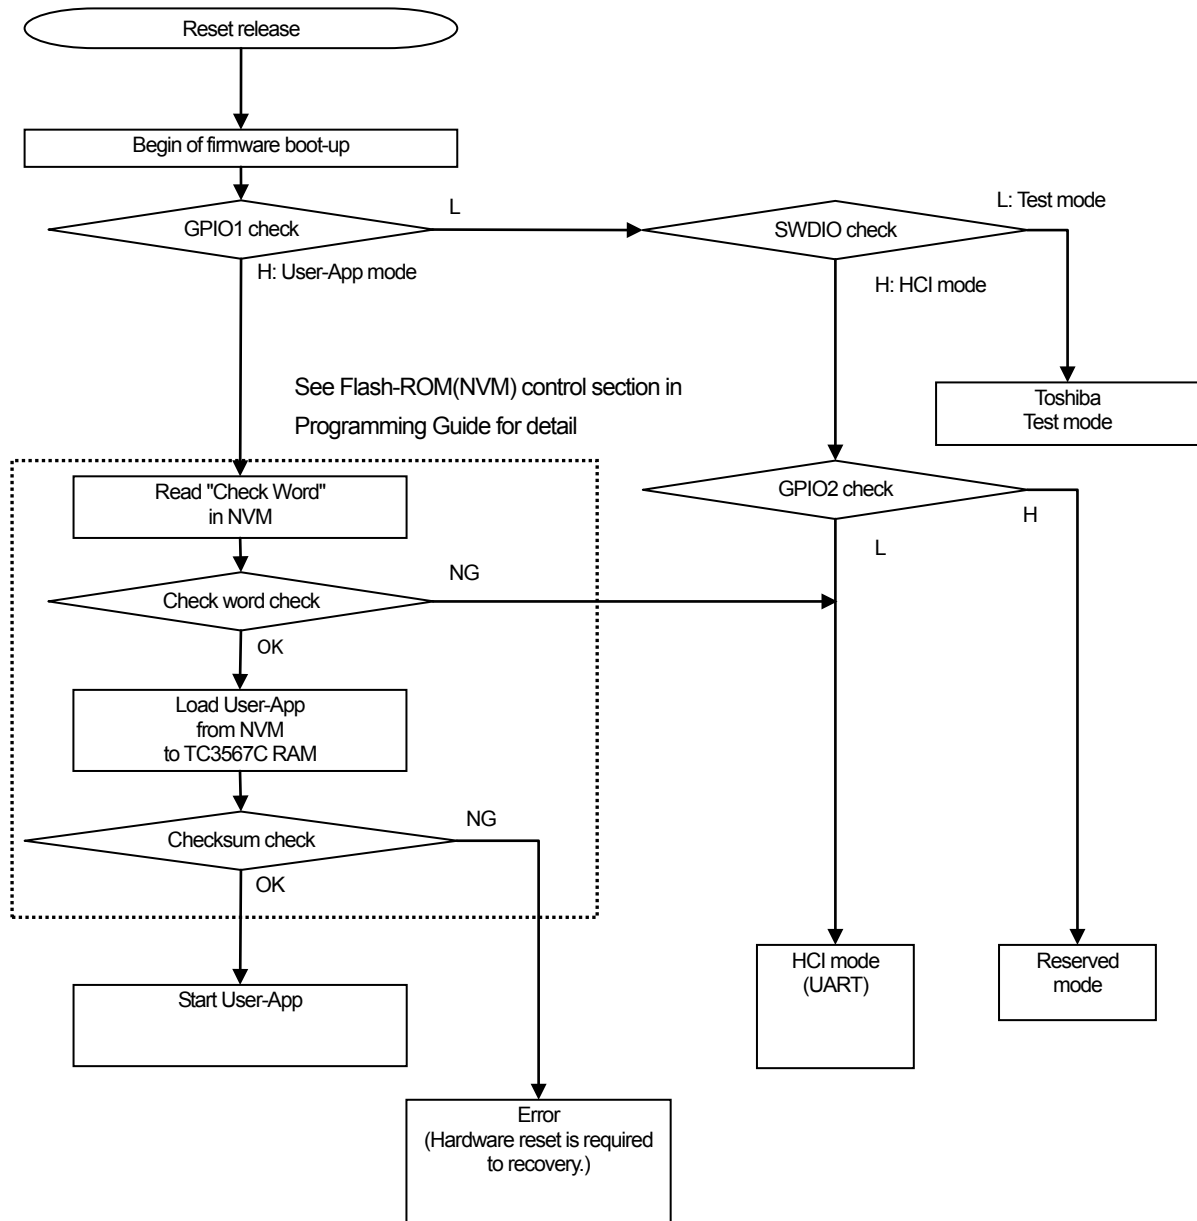 Reset release
Begin of firmware boot-up
GPIO1 check
L
SWDIO check
L: Test mode
H: User-App mode
H: HCI mode
See Flash-ROM(NVM) control section in
Programming Guide for detail
Toshiba
Test mode
Read "Check Word"
in NVM
GPIO2 check
H
L
Check word check
NG
OK
Load User-App
from NVM
to TC3567C RAM
Checksum check
NG
OK
Start User-App
HCI mode
(UART)
Reserved
mode
Error
(Hardware reset is required
to recovery.)